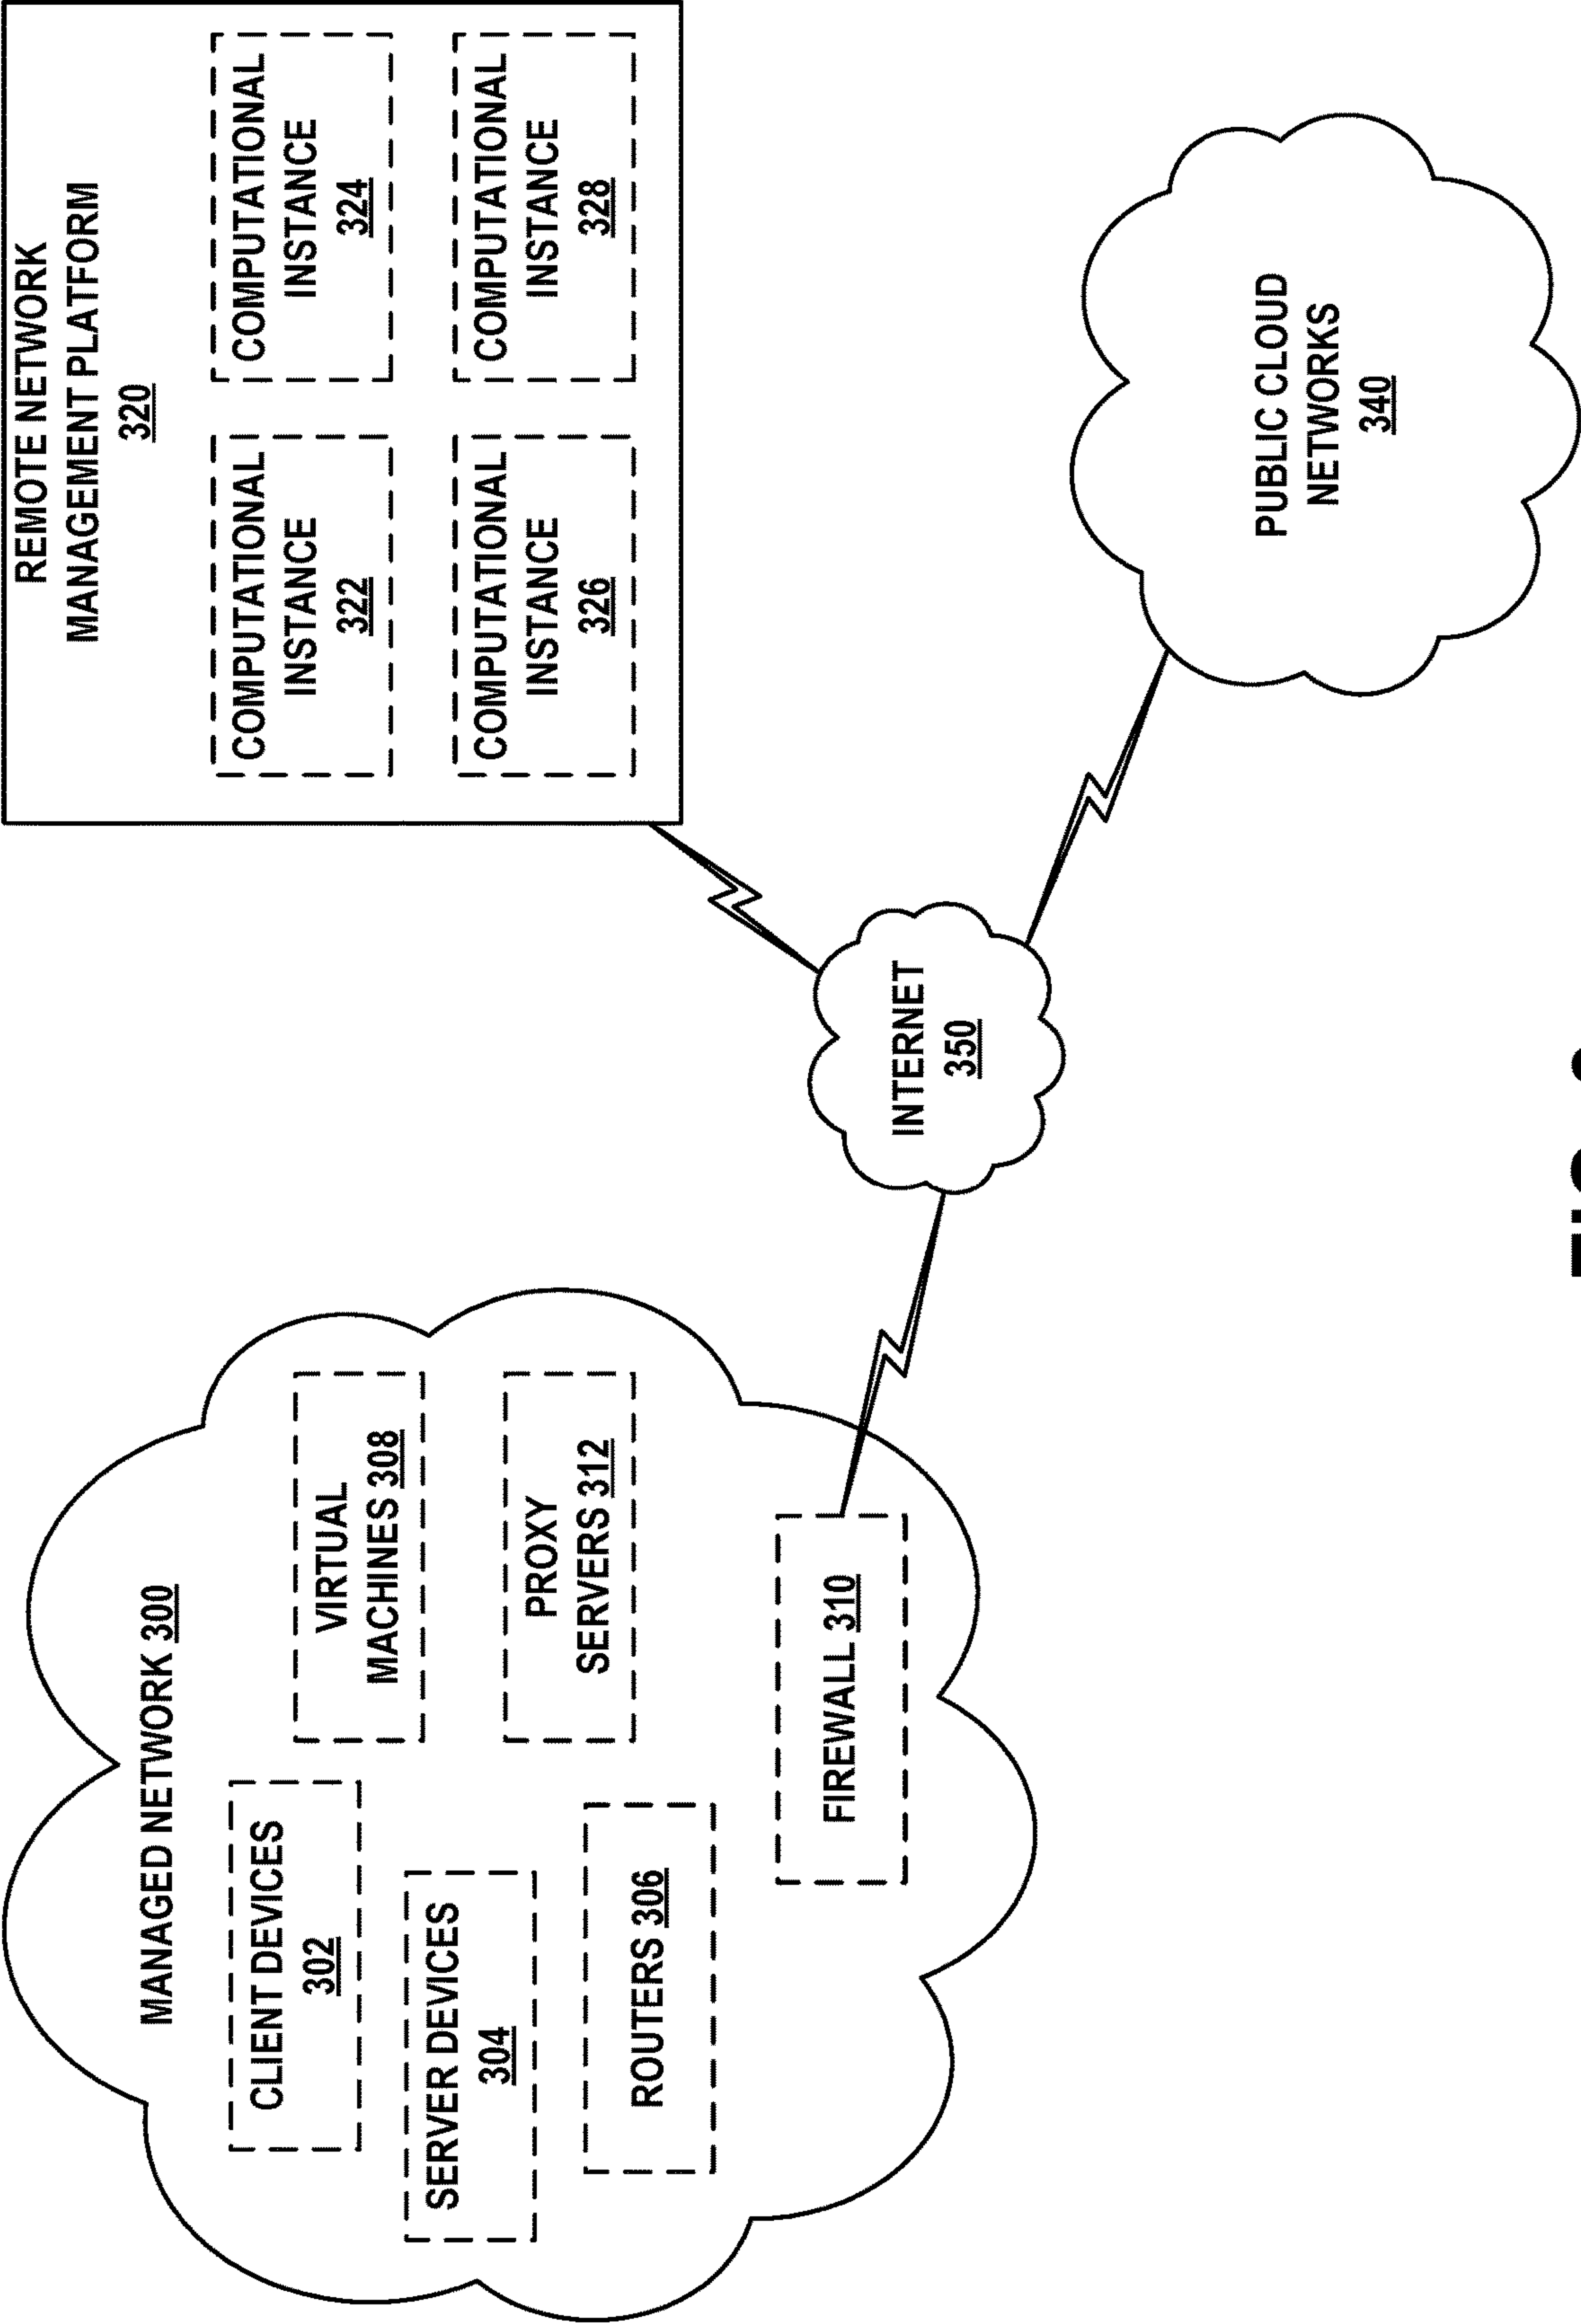 MANAGED NETWORK 300
CLIENT DEVICES
302
SERVER DEVICES
304
ROUTERS 306
VIRTUAL
MACHINES 308
PROXY
SERVERS 312
FIREWALL 310
INTERNET
350
REMOTE NETWORK
MANAGEMENT PLATFORM
320
COMPUTATIONAL
INSTANCE
322
COMPUTATIONAL
INSTANCE
324
COMPUTATIONAL
INSTANCE
326
COMPUTATIONAL
INSTANCE
328
PUBLIC CLOUD
NETWORKS
340